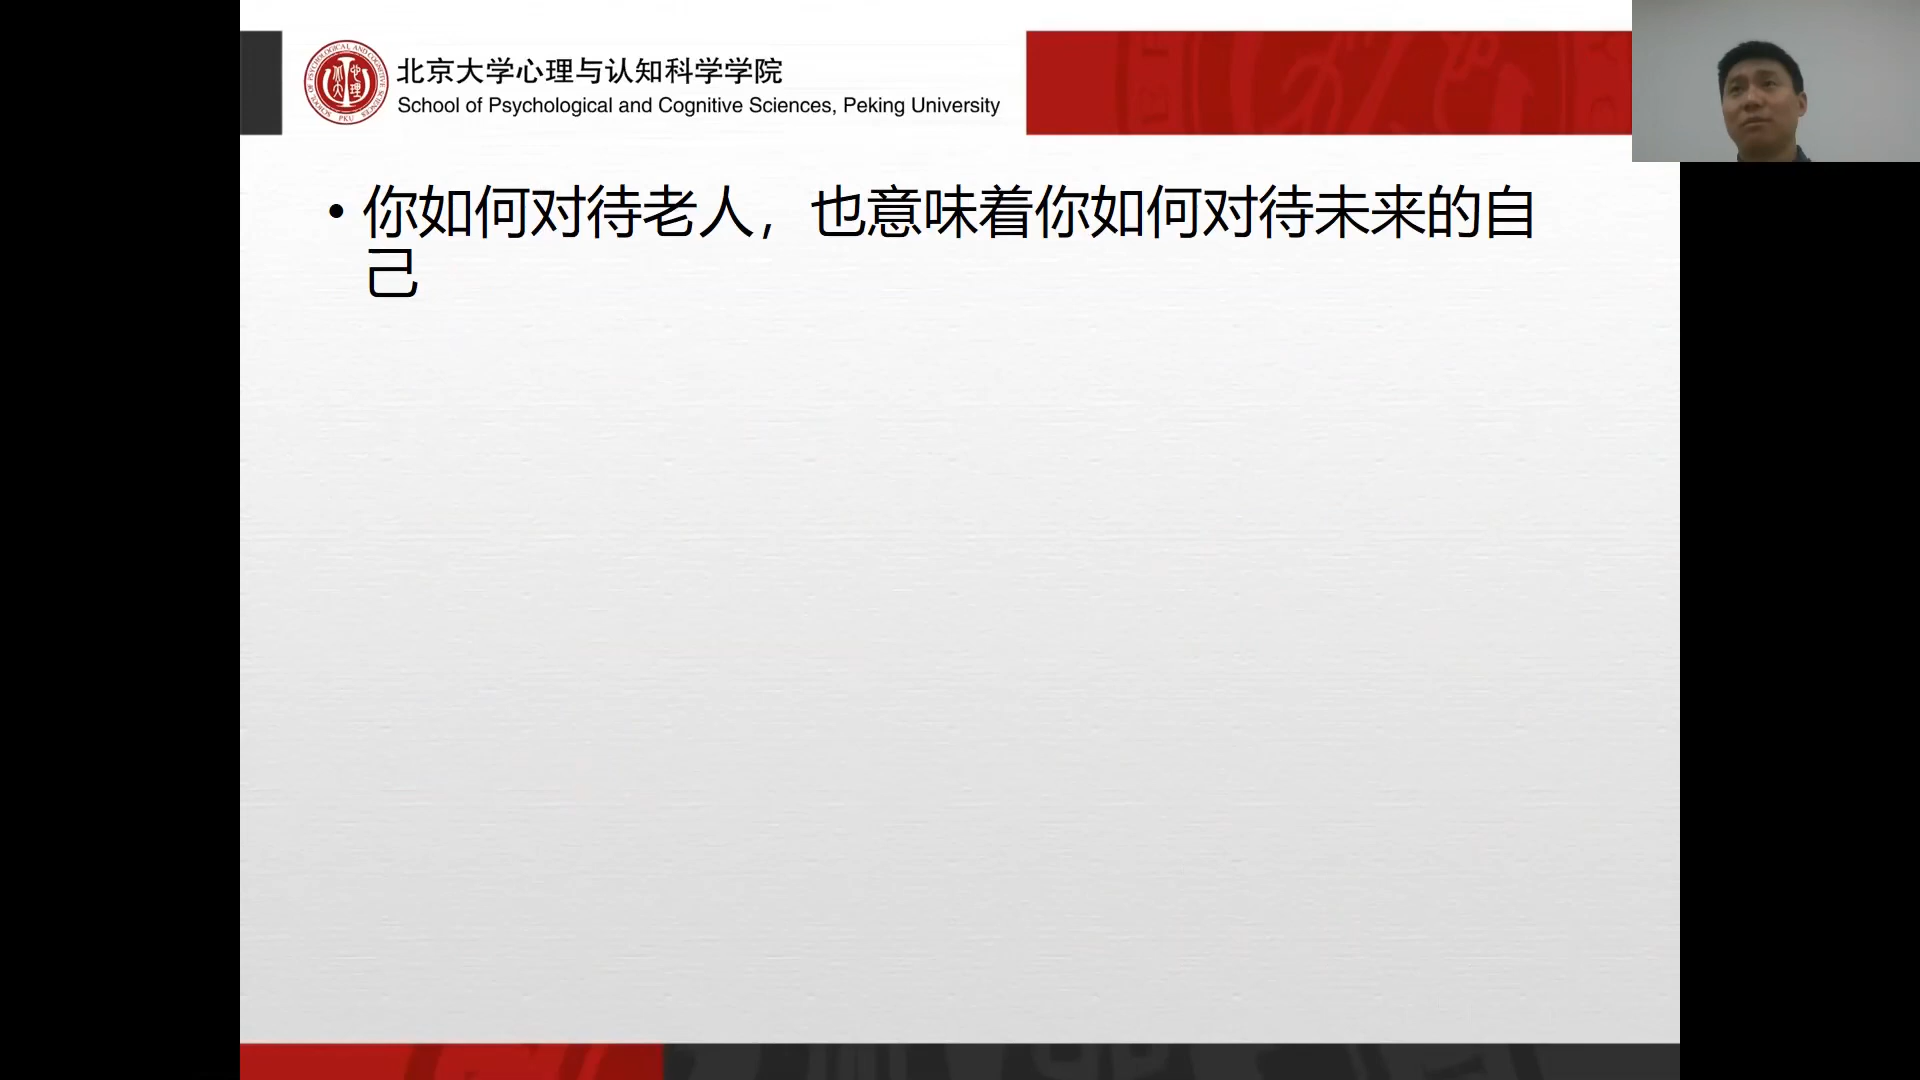 北京大学心理与认知科学学院
School of Psychological and Cognitive Sciences, Peking University
• 你如何对待老人，也意味着你如何对待未来的自
己